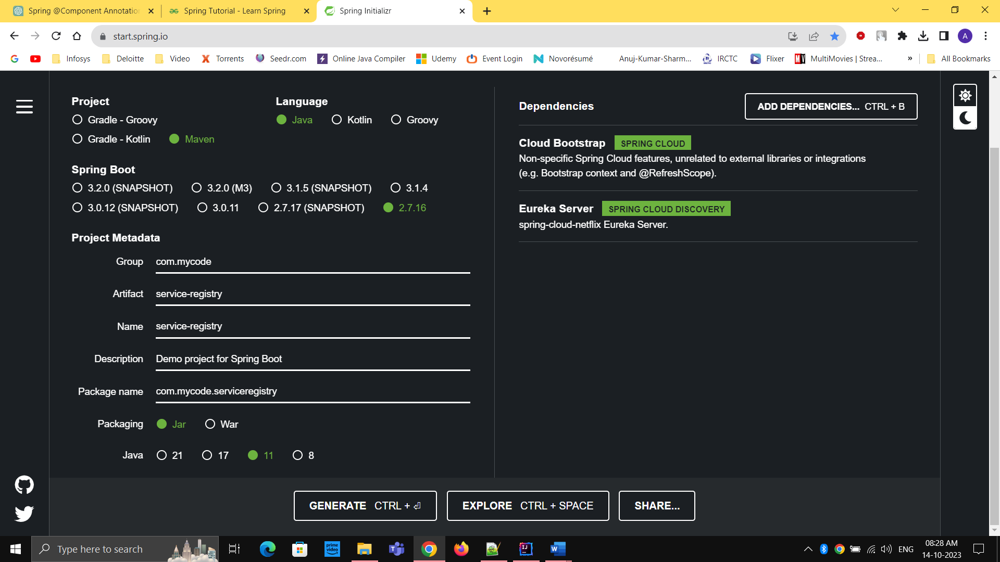 Spring @Component Annotatio
Spring Tutorial - Learn Spring
Spring Initializr
start.spring.io
A
Infosys
Deloitte
Video
Torrents
Seedr.com
Online Java Compiler
Udemy
Event Login
Novorésumé
Anuj-Kumar-Sharm...
IRCTC
Flixer
MultiMovies | Strea...
»
All Bookmarks
Project
Gradle - Groovy
Gradle - Kotlin
Maven
Language
Java
Kotlin
Groovy
Spring Boot
3.2.0 (SNAPSHOT)
3.2.0 (M3)
3.1.5 (SNAPSHOT)
3.1.4
3.0.12 (SNAPSHOT)
3.0.11
2.7.17 (SNAPSHOT)
2.7.16
Project Metadata
Group
com.mycode
Artifact
service-registry
Name
service-registry
Description
Demo project for Spring Boot
Package name
com.mycode.serviceregistry
Packaging
Jar
War
Java
21
17
11
8
Dependencies
ADD DEPENDENCIES... CTRL + B
Cloud Bootstrap SPRING CLOUD
Non-specific Spring Cloud features, unrelated to external libraries or integrations
(e.g. Bootstrap context and @RefreshScope).
Eureka Server SPRING CLOUD DISCOVERY
spring-cloud-netflix Eureka Server.
GENERATE CTRL + ⏎
EXPLORE CTRL + SPACE
SHARE...
Type here to search
prime video
ENG
08:28 AM
14-10-2023